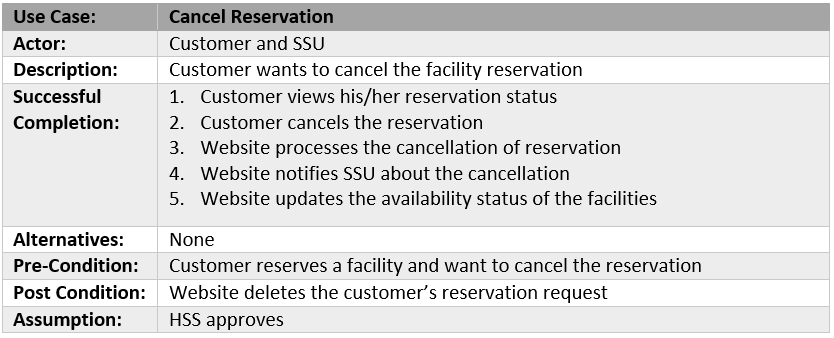 Use Case: Cancel Reservation
Actor: Customer and SSU
Description: Customer wants to cancel the facility reservation
Successful Completion: 1. Customer views his/her reservation status
2. Customer cancels the reservation
3. Website processes the cancellation of reservation
4. Website notifies SSU about the cancellation
5. Website updates the availability status of the facilities
Alternatives: None
Pre-Condition: Customer reserves a facility and want to cancel the reservation
Post Condition: Website deletes the customer's reservation request
Assumption: HSS approves